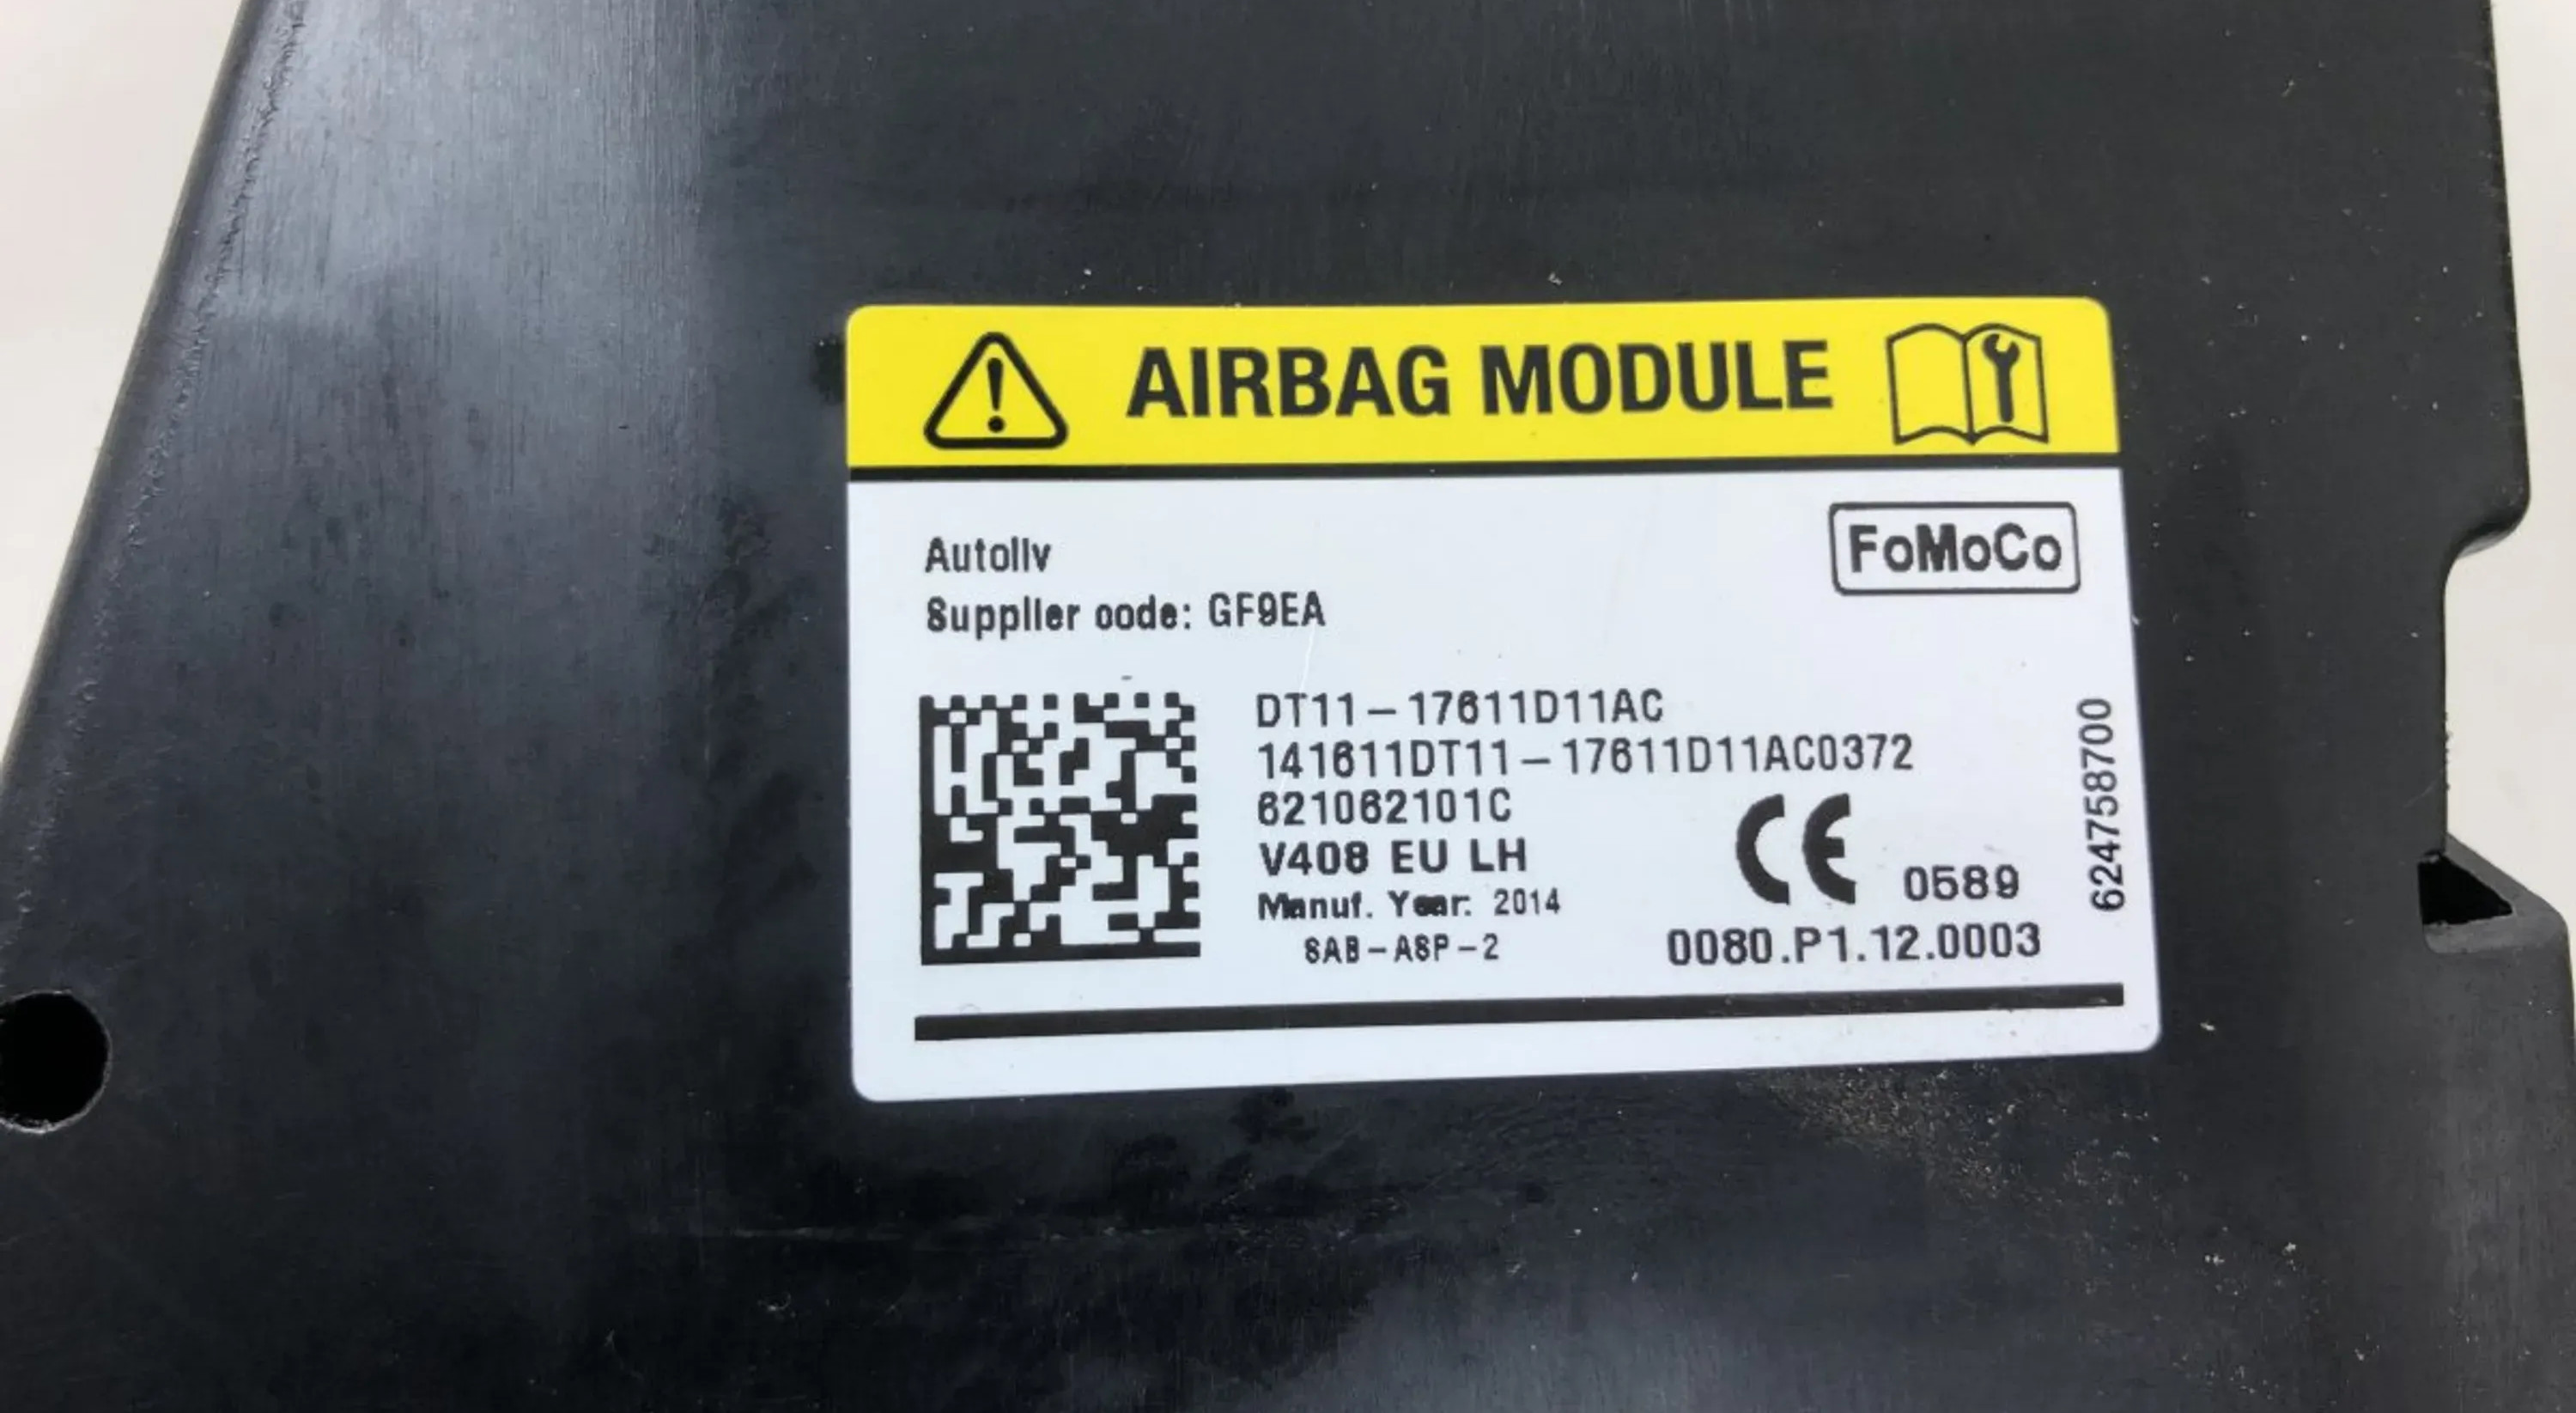 AIRBAG MODULE
Autoliv
FoMoCo
Supplier code: GF9EA
DT11-17611D11AC
141611DT11-17611D11AC0372
621062101C
V408 EU LH
Manuf. Year: 2014
SAB-ASP-2
CE 0589
0080.P1.12.0003
624758700